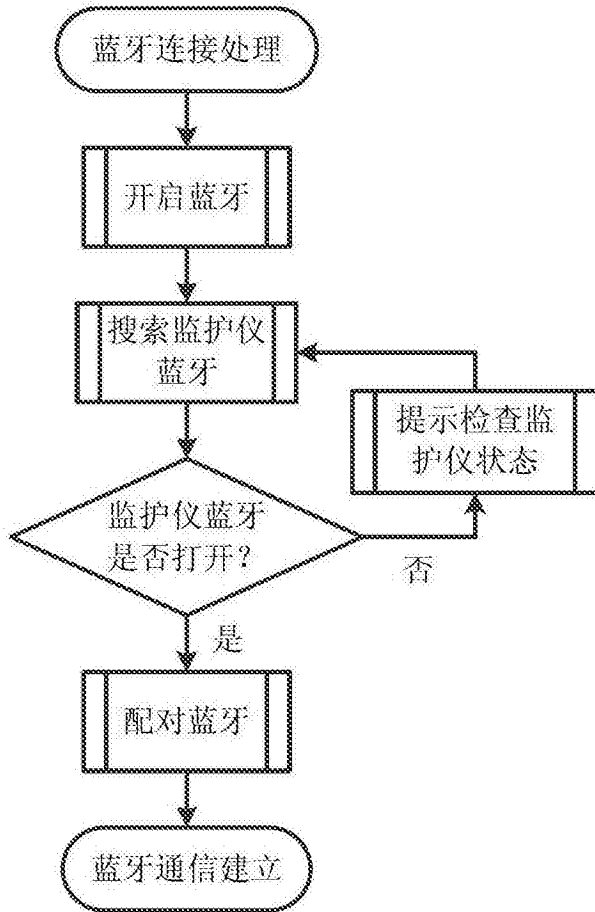 蓝牙连接处理
开启蓝牙
搜索监护仪
蓝牙
提示检查监
护仪状态
监护仪蓝牙
是否打开?
否
是
配对蓝牙
蓝牙通信建立